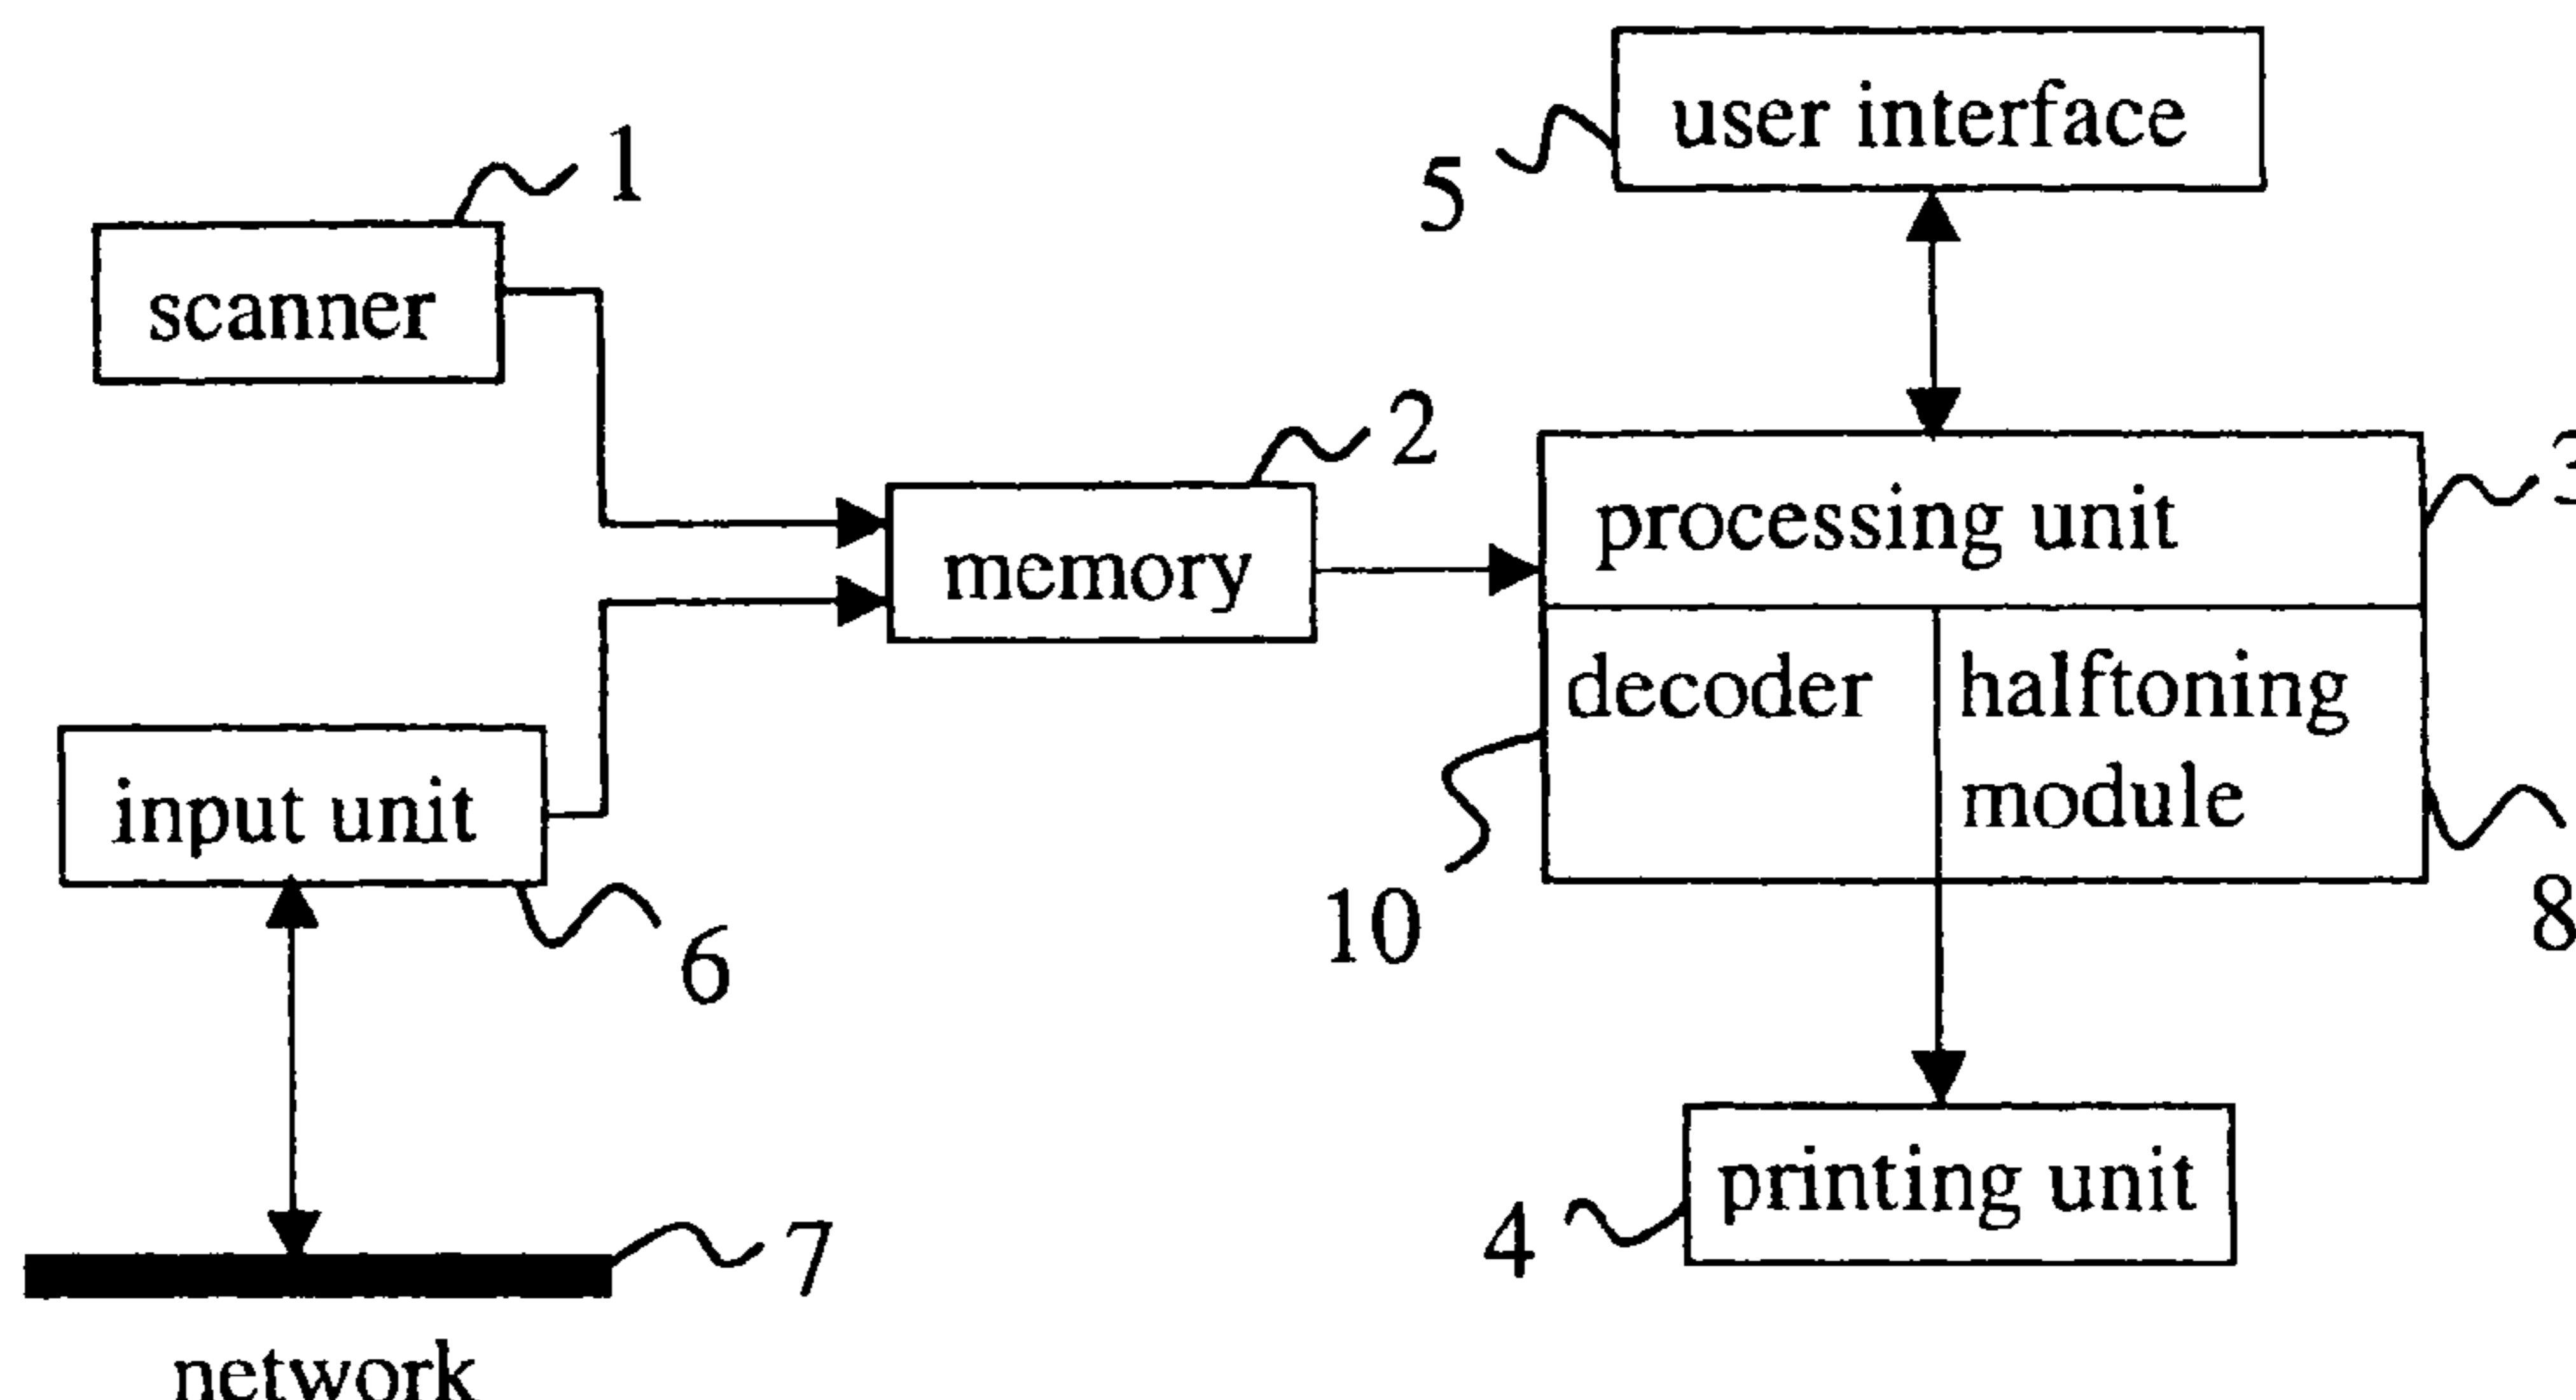 user interface
5
1
scanner
2
memory
3
processing unit
decoder
halftoning
module
10
8
input unit
6
7
network
printing unit
4